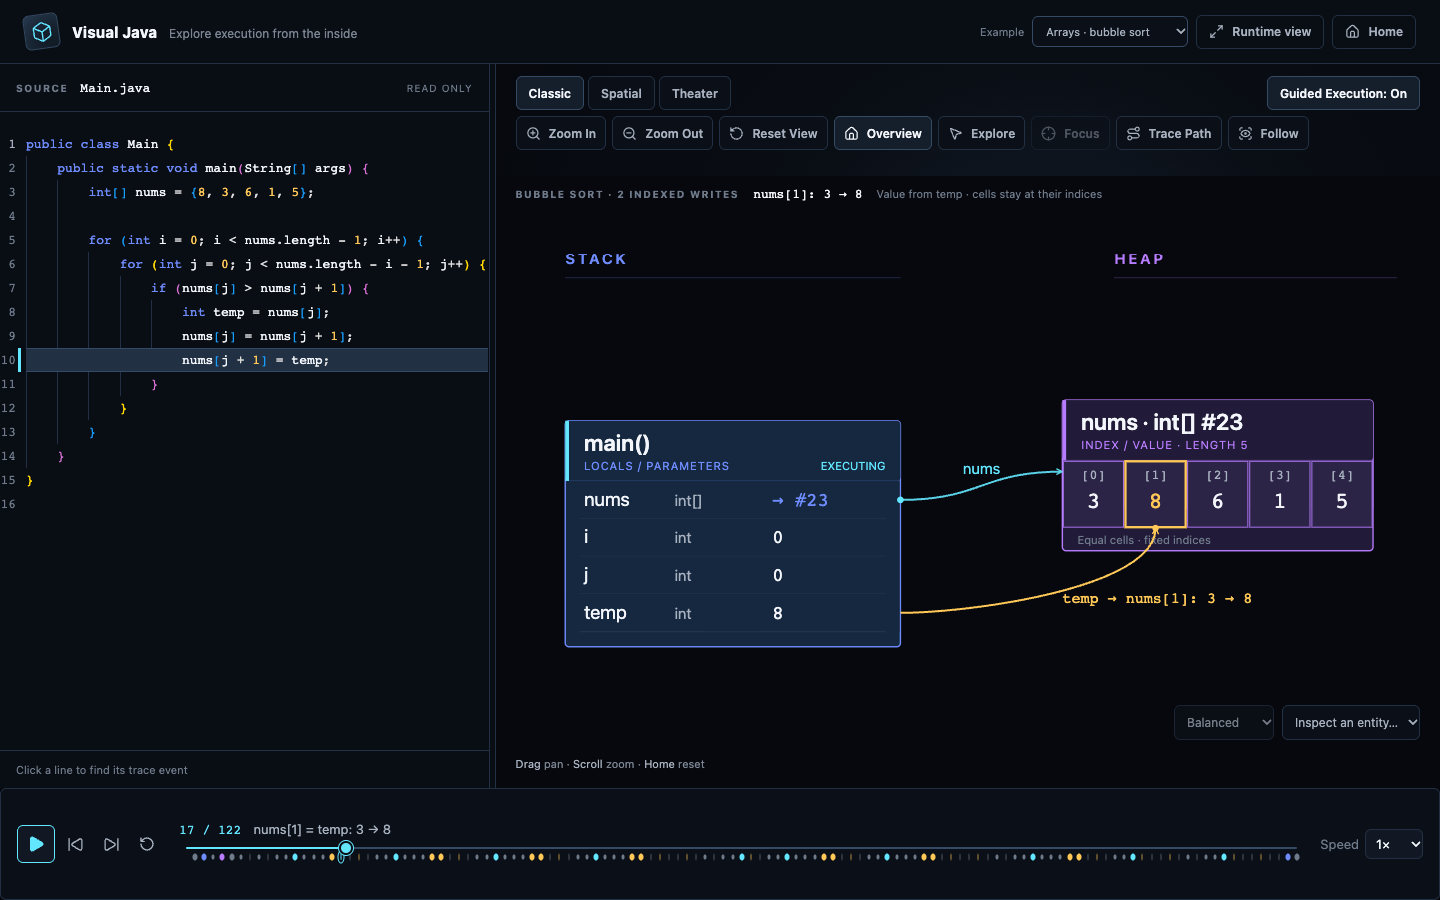 Visual Java Explore execution from the inside Example Arrays · bubble sort Runtime view Home
SOURCE Main.java READ ONLY
1 public class Main {
2 public static void main(String[] args) {
3 int[] nums = {8, 3, 6, 1, 5};
4
5 for (int i = 0; i < nums.length - 1; i++) {
6 for (int j = 0; j < nums.length - i - 1; j++) {
7 if (nums[j] > nums[j + 1]) {
8 int temp = nums[j];
9 nums[j] = nums[j + 1];
10 nums[j + 1] = temp;
11 }
12 }
13 }
14 }
15 }
16
Click a line to find its trace event
Classic Spatial Theater Guided Execution: On
Zoom In Zoom Out Reset View Overview Explore Focus Trace Path Follow
BUBBLE SORT · 2 INDEXED WRITES nums[1]: 3 → 8 Value from temp · cells stay at their indices
STACK HEAP
main()
LOCALS / PARAMETERS EXECUTING
nums int[] → #23
i int 0
j int 0
temp int 8
nums
nums · int[] #23
INDEX / VALUE · LENGTH 5
[0] [1] [2] [3] [4]
3 8 6 1 5
Equal cells · fixed indices
temp → nums[1]: 3 → 8
Balanced Inspect an entity...
Drag pan · Scroll zoom · Home reset
17 / 122 nums[1] = temp: 3 → 8
Speed 1×